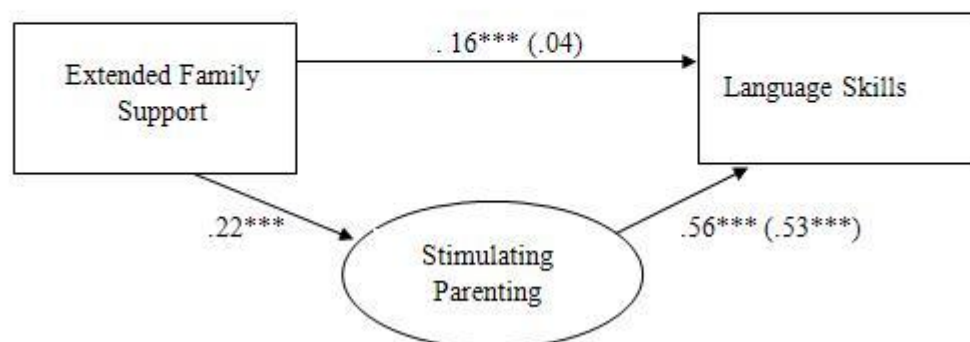 . 16*** (.04)
Extended Family
Support
Language Skills
.22***
.56*** (.53***)
Stimulating
Parenting